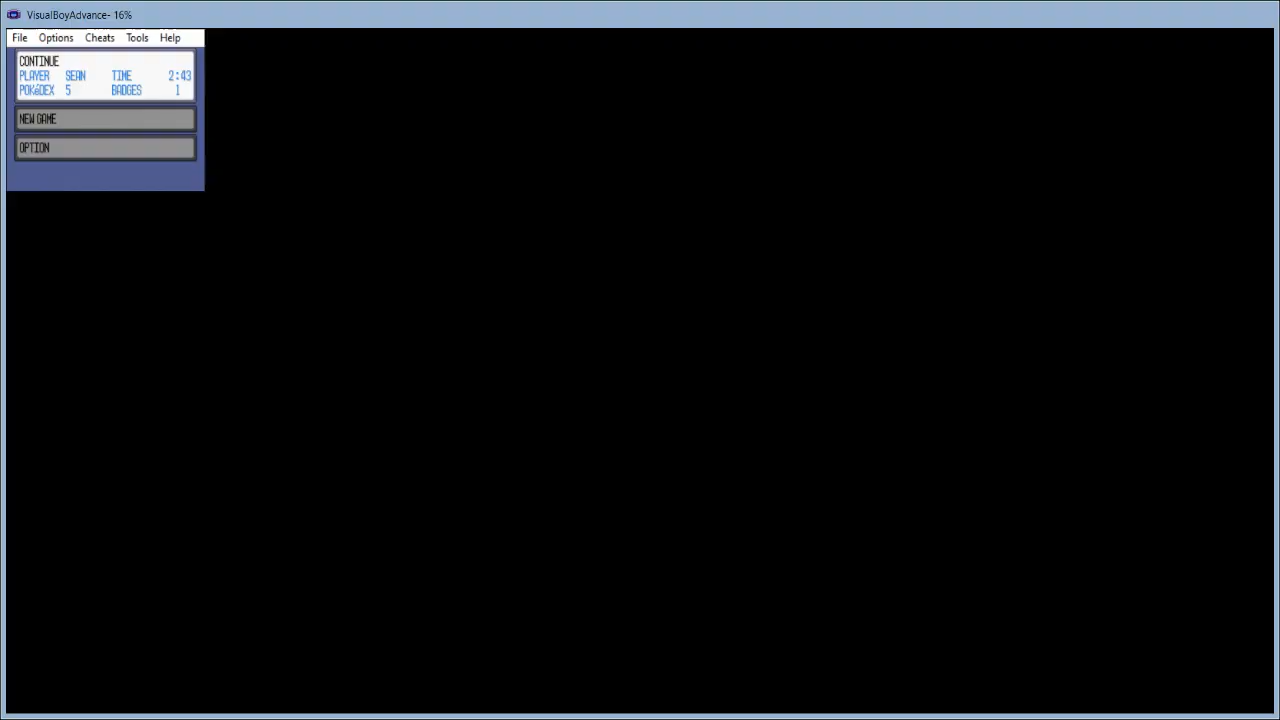 VisualBoyAdvance- 16%
File Options Cheats Tools Help
CONTINUE
PLAYER SEAN TIME 2:43
POKéDEX 5 BADGES 1
NEW GAME
OPTION